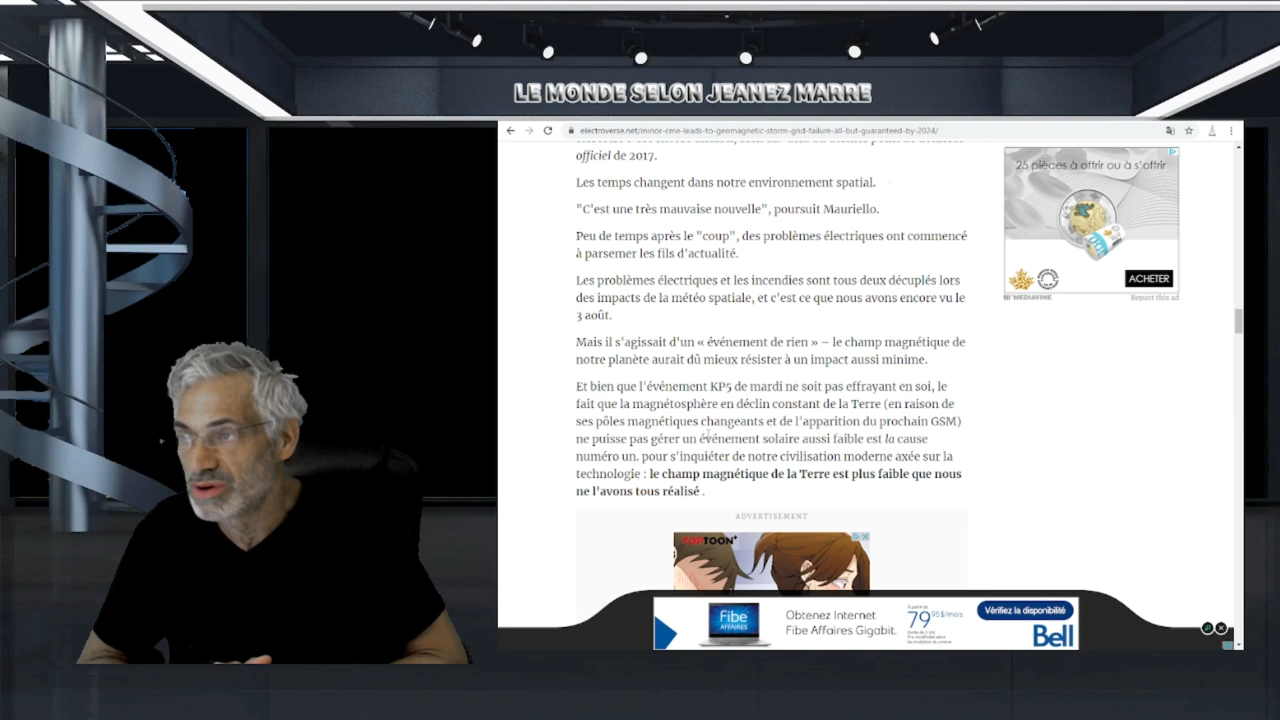 LE MONDE SELON JEANEZ MARRE
electroverse.net/minor-cme-leads-to-geomagnetic-storm-grid-failure-all-but-guaranteed-by-2024/
officiel de 2017.
Les temps changent dans notre environnement spatial.
"C'est une très mauvaise nouvelle", poursuit Mauriello.
Peu de temps après le "coup", des problèmes électriques ont commencé
à parsemer les fils d'actualité.
Les problèmes électriques et les incendies sont tous deux décuplés lors
des impacts de la météo spatiale, et c'est ce que nous avons encore vu le
3 août.
Mais il s'agissait d'un « événement de rien » – le champ magnétique de
notre planète aurait dû mieux résister à un impact aussi minime.
Et bien que l'événement KP5 de mardi ne soit pas effrayant en soi, le
fait que la magnétosphère en déclin constant de la Terre (en raison de
ses pôles magnétiques changeants et de l'apparition du prochain GSM)
ne puisse pas gérer un événement solaire aussi faible est la cause
numéro un. pour s'inquiéter de notre civilisation moderne axée sur la
technologie : le champ magnétique de la Terre est plus faible que nous
ne l'avons tous réalisé .
ADVERTISEMENT
TOPTOON+
25 pièces à offrir ou à s'offrir
ACHETER
MEDIAVINE
Report this ad
Fibe
AFFAIRES
Obtenez Internet
Fibe Affaires Gigabit.
79,95$/mois
Vérifiez la disponibilité
Bell